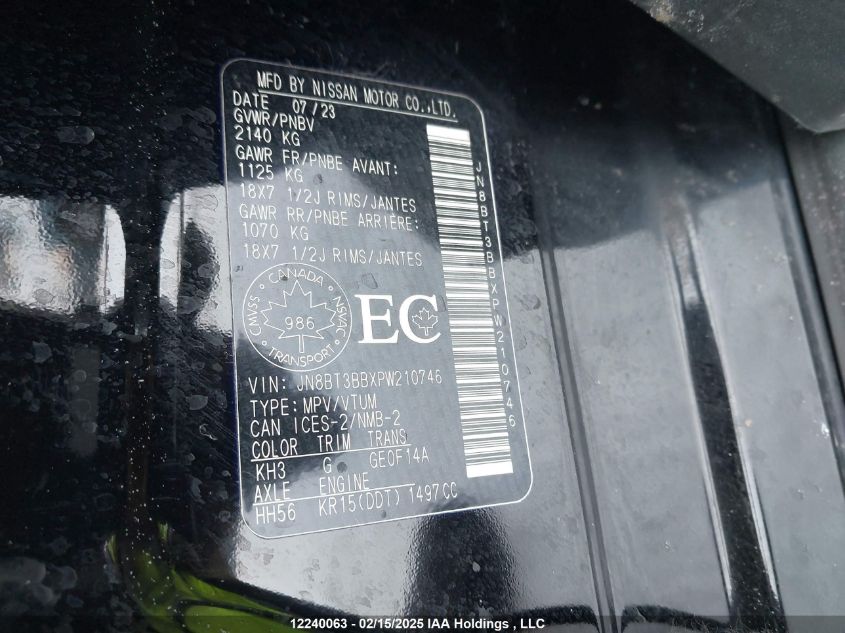 MFD BY NISSAN MOTOR CO.,LTD.
DATE 07/23
GVWR/PNBV
2140 KG
GAWR FR/PNBE AVANT:
1125 KG
18X7 1/2J RIMS/JANTES
GAWR RR/PNBE ARRIÈRE:
1070 KG
18X7 1/2J RIMS/JANTES
CANADA
CMVSS NSVAC
986
TRANSPORT
EC
VIN: JN8BT3BBXPW210746
TYPE: MPV/VTUM
CAN ICES-2/NMB-2
COLOR TRIM TRANS
KH3 G GE0F14A
AXLE ENGINE
HH56 KR15(DDT) 1497CC
JN8BT3BBXPW210746
12240063 - 02/15/2025 IAA Holdings , LLC